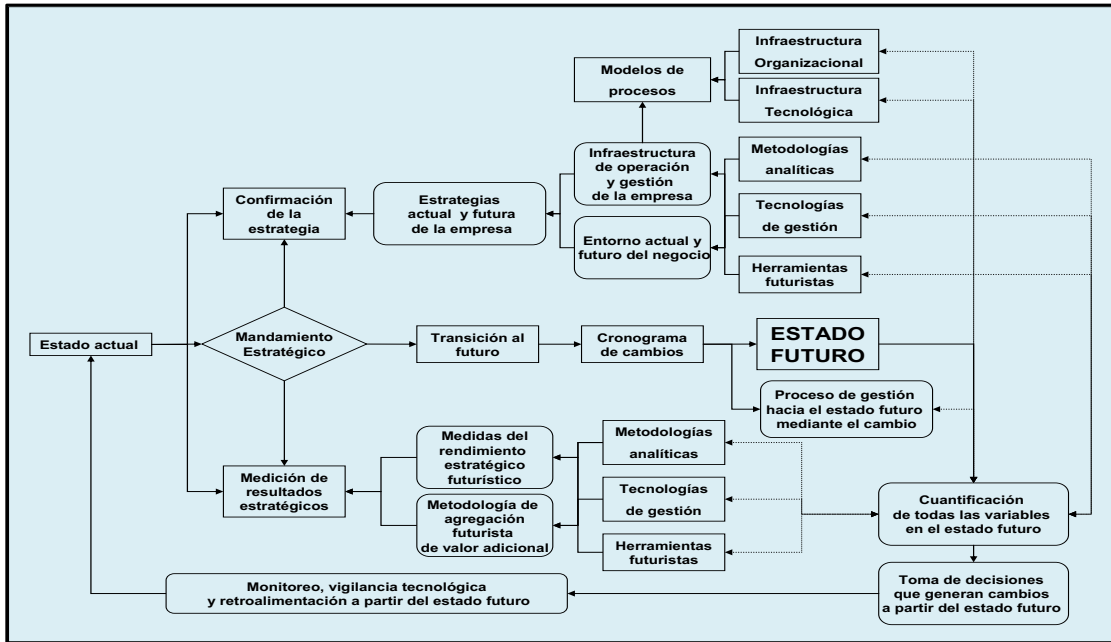 Infraestructura
Organizacional
Modelos de
procesos
Infraestructura
Tecnológica
Infraestructura
de operación
y gestión
de la empresa
Metodologías
analíticas
Confirmación
de la
estrategia
Estrategias
actual y futura
de la empresa
Tecnologías
de gestión
Entorno actual y
futuro del negocio
Herramientas
futuristas
Estado actual
Mandamiento
Estratégico
Transición al
futuro
Cronograma
de cambios
ESTADO
FUTURO
Proceso de gestión
hacia el estado futuro
mediante el cambio
Medidas del
rendimiento
estratégico
futurístico
Metodologías
analíticas
Medición de
resultados
estratégicos
Tecnologías
de gestión
Metodología de
agregación
futurista
de valor adicional
Herramientas
futuristas
Cuantificación
de todas las variables
en el estado futuro
Monitoreo, vigilancia tecnológica
y retroalimentación a partir del estado futuro
Toma de decisiones
que generan cambios
a partir del estado futuro